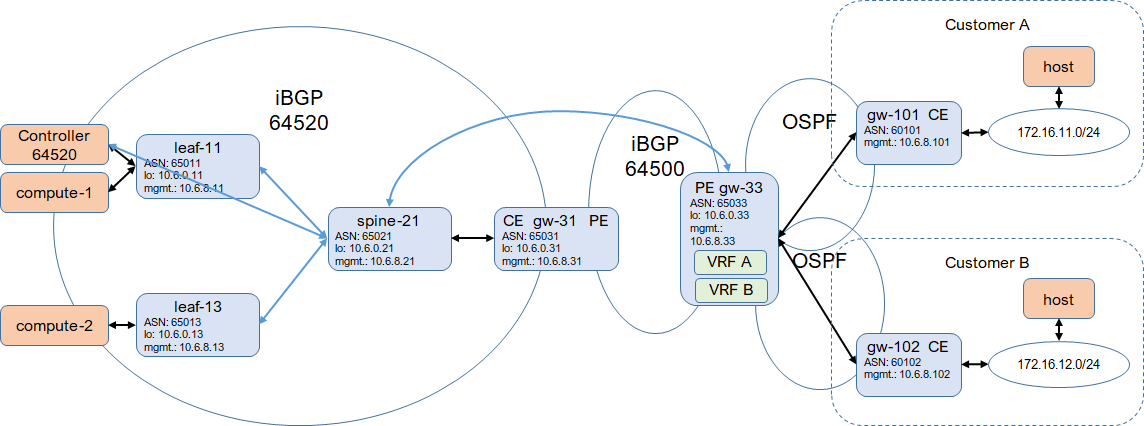 Customer A
host
gw-101  CE
ASN: 60101
mgmt.: 10.6.8.101
172.16.11.0/24
OSPF
iBGP
64520
iBGP
64500
Controller
64520
compute-1
leaf-11
ASN: 65011
lo: 10.6.0.11
mgmt.: 10.6.8.11
spine-21
ASN: 65021
lo: 10.6.0.21
mgmt.: 10.6.8.21
CE  gw-31  PE
ASN: 65031
lo: 10.6.0.31
mgmt.: 10.6.8.31
PE gw-33
ASN: 65033
lo: 10.6.0.33
mgmt.:
10.6.8.33
VRF A
VRF B
OSPF
compute-2
leaf-13
ASN: 65013
lo: 10.6.0.13
mgmt.: 10.6.8.13
Customer B
host
gw-102  CE
ASN: 60102
mgmt.: 10.6.8.102
172.16.12.0/24